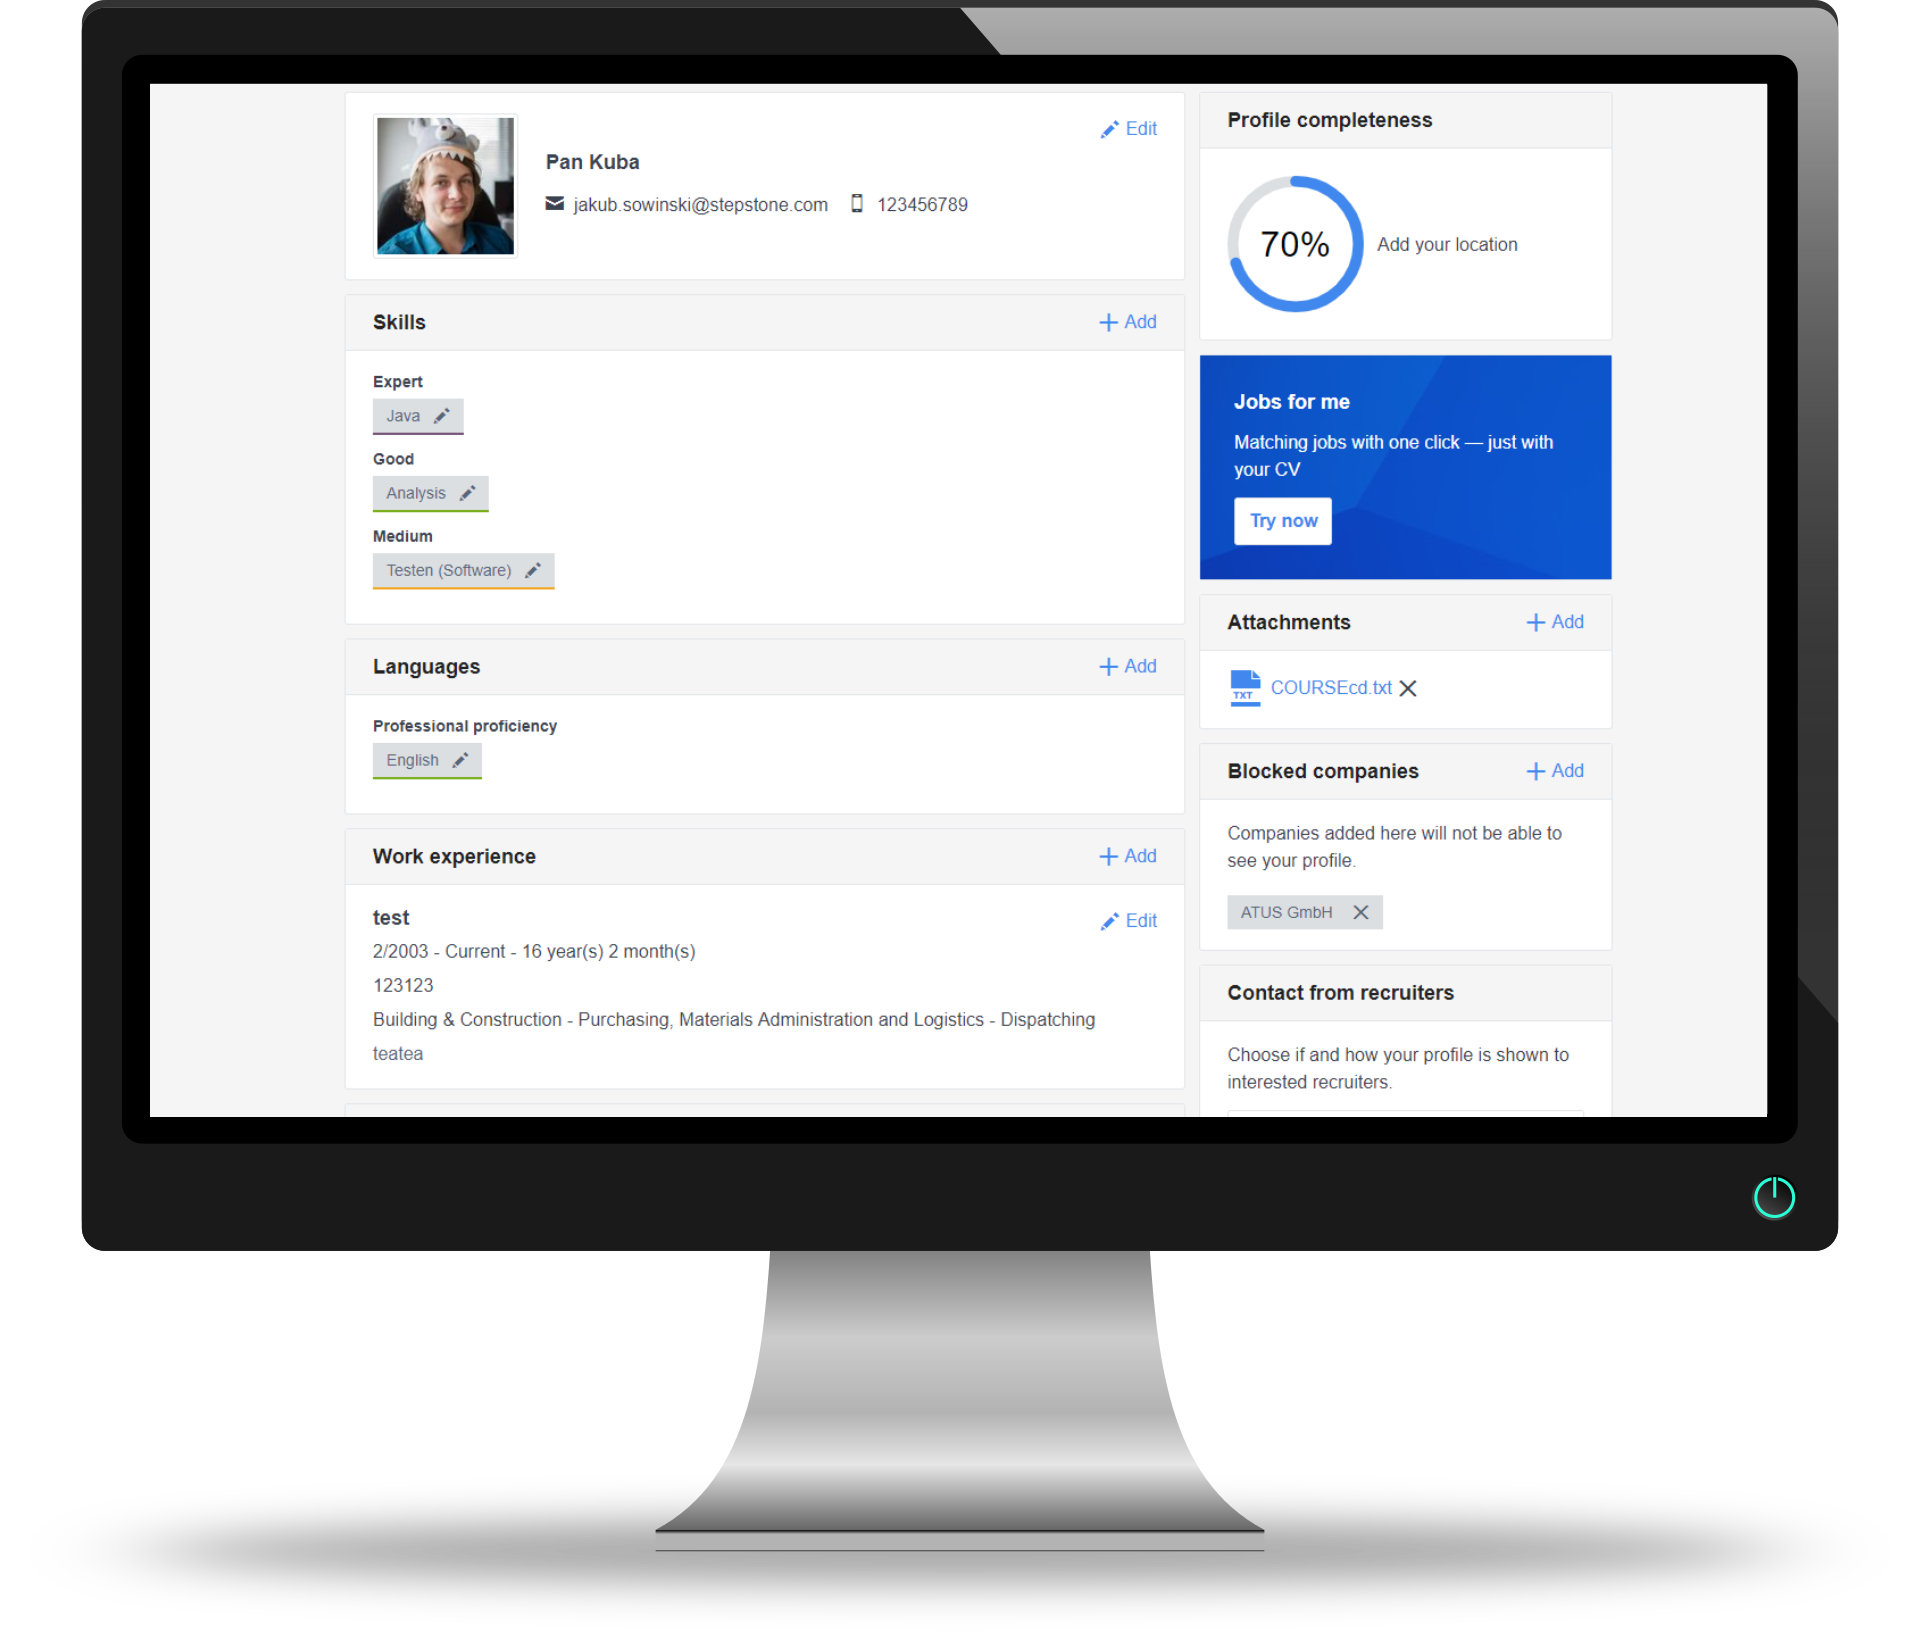 Edit
Pan Kuba
jakub.sowinski@stepstone.com 123456789
Skills
Add
Expert
Java
Good
Analysis
Medium
Testen (Software)
Languages
Add
Professional proficiency
English
Work experience
Add
test
Edit
2/2003 - Current - 16 year(s) 2 month(s)
123123
Building & Construction - Purchasing, Materials Administration and Logistics - Dispatching
teatea
Profile completeness
70%
Add your location
Jobs for me
Matching jobs with one click — just with
your CV
Try now
Attachments
Add
TXT
COURSEcd.txt
Blocked companies
Add
Companies added here will not be able to
see your profile.
ATUS GmbH
Contact from recruiters
Choose if and how your profile is shown to
interested recruiters.